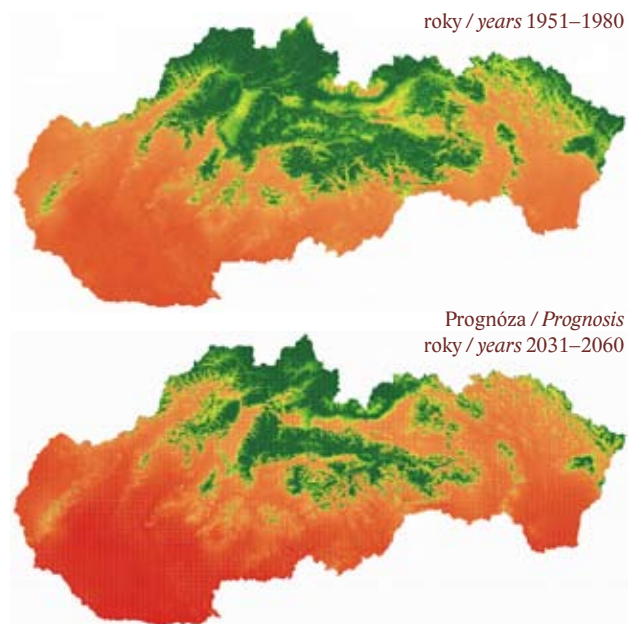 roky / years 1951–1980
Prognóza / Prognosis
roky / years 2031–2060